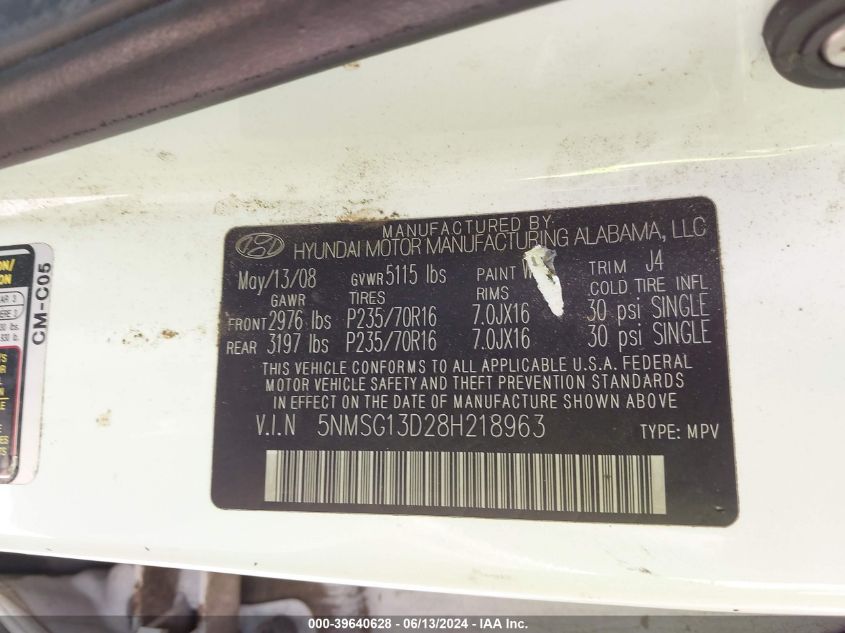 MANUFACTURED BY
HYUNDAI MOTOR MANUFACTURING ALABAMA, LLC
May/13/08 GVWR 5115 lbs PAINT TRIM J4
GAWR TIRES RIMS COLD TIRE INFL
FRONT 2976 lbs P235/70R16 7.0JX16 30 psi SINGLE
REAR 3197 lbs P235/70R16 7.0JX16 30 psi SINGLE
THIS VEHICLE CONFORMS TO ALL APPLICABLE U.S.A. FEDERAL
MOTOR VEHICLE SAFETY AND THEFT PREVENTION STANDARDS
IN EFFECT ON THE DATE OF MANUFACTURE SHOWN ABOVE.
V.I.N 5NMSG13D28H218963 TYPE: MPV
CM-C05
000-39640628 - 06/13/2024 - IAA Inc.